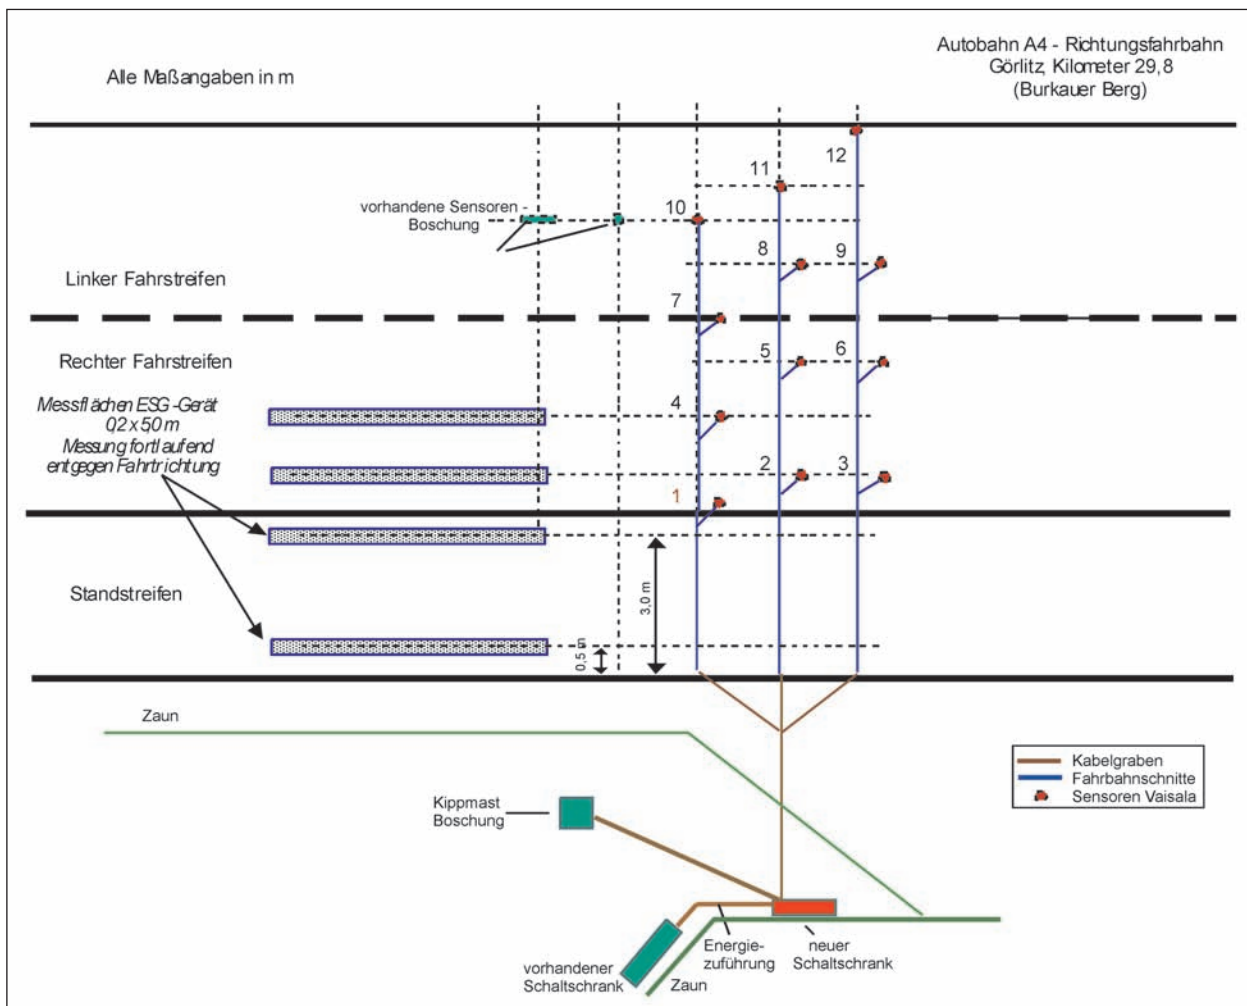 Autobahn A4 - Richtungsfahrbahn
Görlitz, Kilometer 29,8
(Burkauer Berg)
Alle Maßangaben in m
12
11
vorhandene Sensoren -
Boschung
10
8
9
Linker Fahrstreifen
7
Rechter Fahrstreifen
5
6
Messflächen ESG -Gerät
0,2 x 5,0 m
Messung fortlaufend
entgegen Fahrtrichtung
4
2
3
1
Standstreifen
3,0 m
0,5 m
Zaun
Kabelgraben
Fahrbahnschnitte
Sensoren Vaisala
Kippmast
Boschung
vorhandener
Schaltschrank
Energie-
zuführung
neuer
Schaltschrank
Zaun